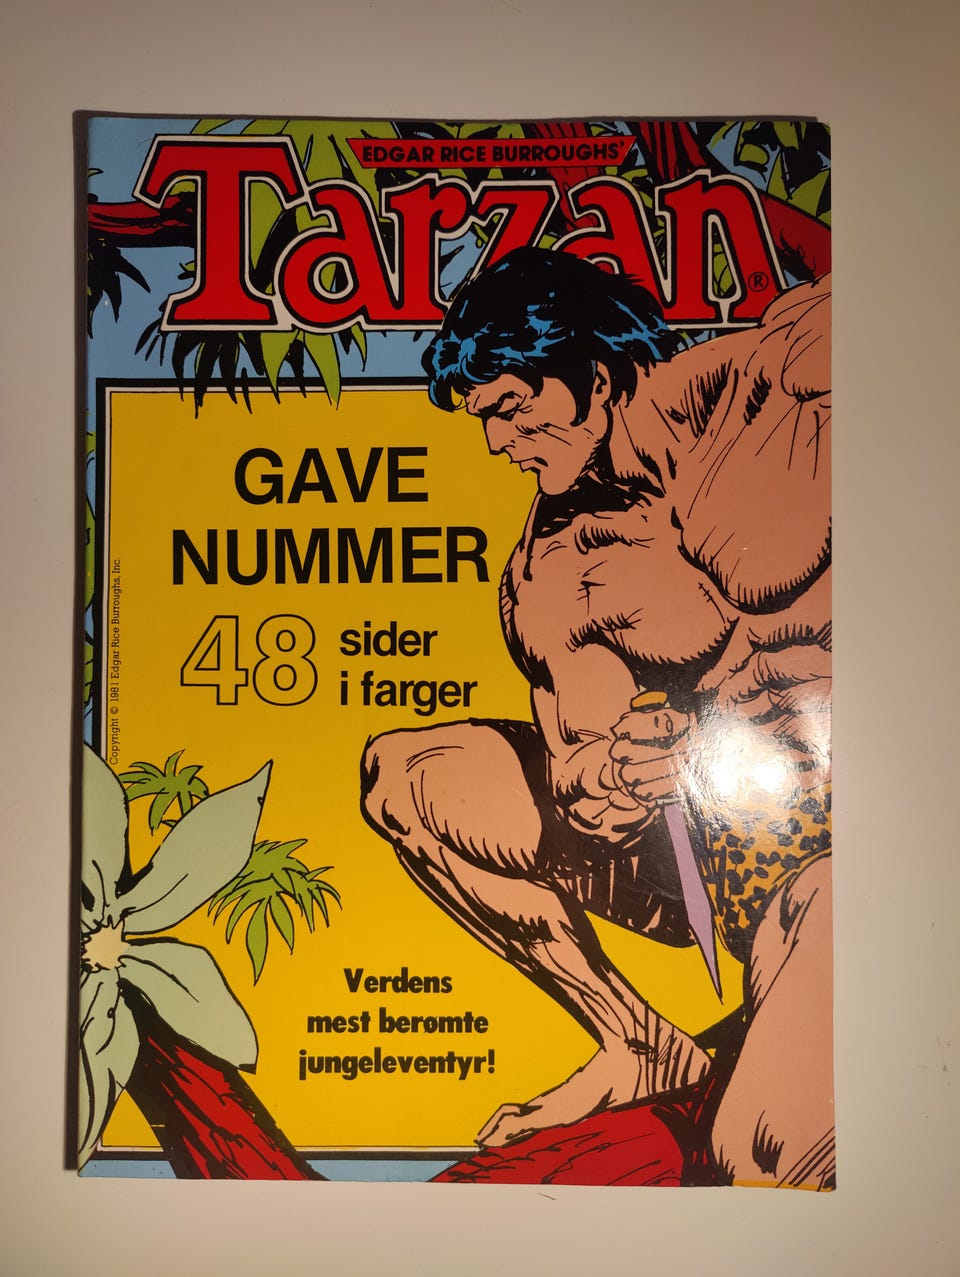 EDGAR RICE BURROUGHS'
Tarzan®
GAVE
NUMMER
48 sider
i farger
Copyright © 1981 Edgar Rice Burroughs, Inc.
Verdens
mest berømte
jungeleventyr!